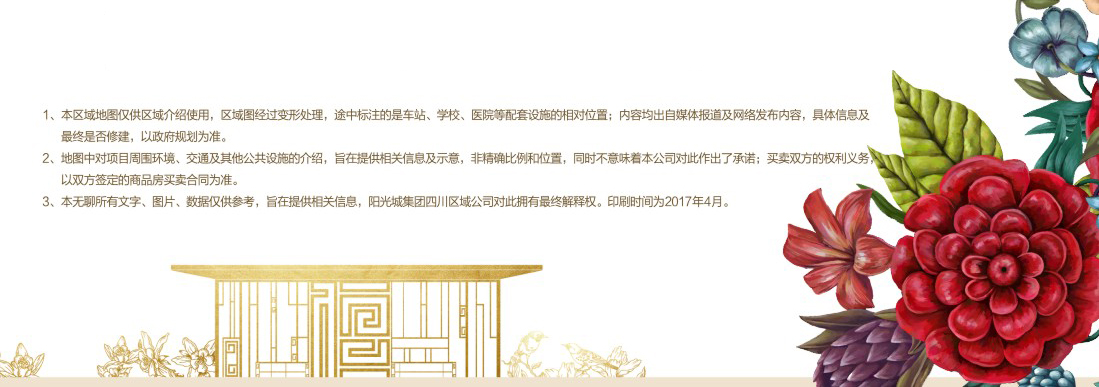 1、本区域地图仅供区域介绍使用，区域图经过变形处理，途中标注的是车站、学校、医院等配套设施的相对位置；内容均出自媒体报道及网络发布内容，具体信息及
最终是否修建，以政府规划为准。
2、地图中对项目周围环境、交通及其他公共设施的介绍，旨在提供相关信息及示意，非精确比例和位置，同时不意味着本公司对此作出了承诺；买卖双方的权利义务，
以双方签定的商品房买卖合同为准。
3、本无聊所有文字、图片、数据仅供参考，旨在提供相关信息，阳光城集团四川区域公司对此拥有最终解释权。印刷时间为2017年4月。